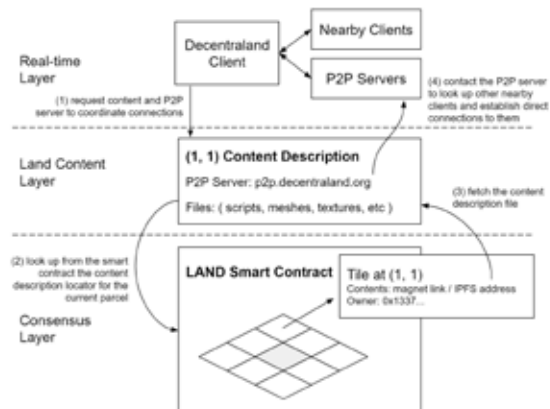 Real-time
Layer
Decentraland
Client
Nearby Clients
P2P Servers
(1) request content and P2P
server to coordinate connections
(4) contact the P2P server
to look up other nearby
clients and establish direct
connections to them
Land Content
Layer
(1, 1) Content Description
P2P Server: p2p.decentraland.org
Files: ( scripts, meshes, textures, etc )
(3) fetch the content
description file
(2) look up from the smart
contract the content
description locator for the
current parcel
Consensus
Layer
LAND Smart Contract
Tile at (1, 1)
Contents: magnet link / IPFS address
Owner: 0x1337...